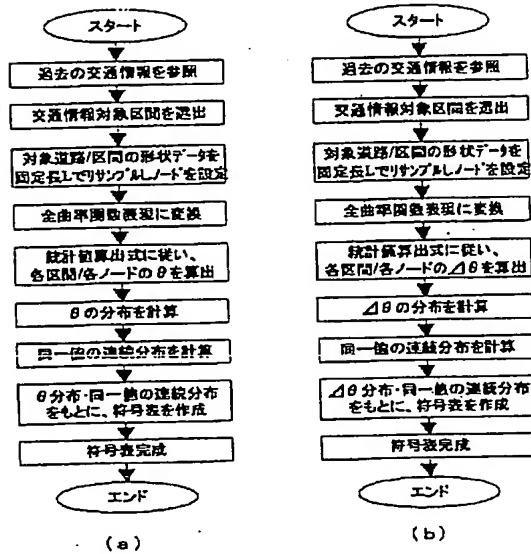 スタート
過去の交通情報を参照
交通情報対象区間を選出
対象道路/区間の形状データを
固定長Lでリサンプルしノードを設定
全曲率関数表現に変換
統計値算出式に従い、
各区間/各ノードのθを算出
θの分布を計算
同一値の連続分布を計算
θ分布・同一値の連続分布
をもとに、符号表を作成
符号表完成
エンド
(a)
スタート
過去の交通情報を参照
交通情報対象区間を選出
対象道路/区間の形状データを
固定長Lでリサンプルしノードを設定
全曲率関数表現に変換
統計値算出式に従い、
各区間/各ノードの⊿θを算出
⊿θの分布を計算
同一値の連続分布を計算
⊿θ分布・同一値の連続分布
をもとに、符号表を作成
符号表完成
エンド
(b)